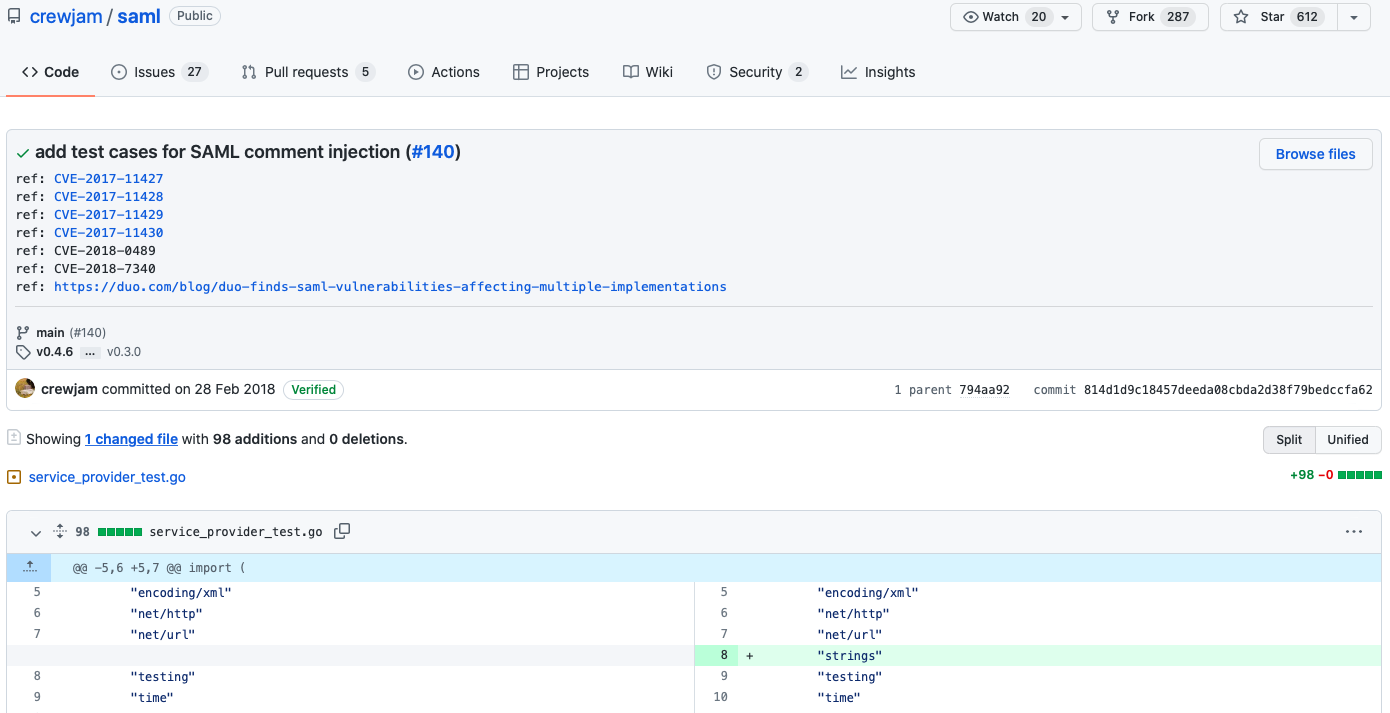 crewjam / saml Public Watch 20 Fork 287 Star 612
Code Issues 27 Pull requests 5 Actions Projects Wiki Security 2 Insights
add test cases for SAML comment injection (#140) Browse files
ref: CVE-2017-11427
ref: CVE-2017-11428
ref: CVE-2017-11429
ref: CVE-2017-11430
ref: CVE-2018-0489
ref: CVE-2018-7340
ref: https://duo.com/blog/duo-finds-saml-vulnerabilities-affecting-multiple-implementations
main (#140)
v0.4.6 ... v0.3.0
crewjam committed on 28 Feb 2018 Verified 1 parent 794aa92 commit 814d1d9c18457deeda08cbda2d38f79bedccfa62
Showing 1 changed file with 98 additions and 0 deletions. Split Unified
service_provider_test.go +98 −0
98 service_provider_test.go ...
@@ −5,6 +5,7 @@ import (
5 "encoding/xml" 5 "encoding/xml"
6 "net/http" 6 "net/http"
7 "net/url" 7 "net/url"
8 + "strings"
8 "testing" 9 "testing"
9 "time" 10 "time"